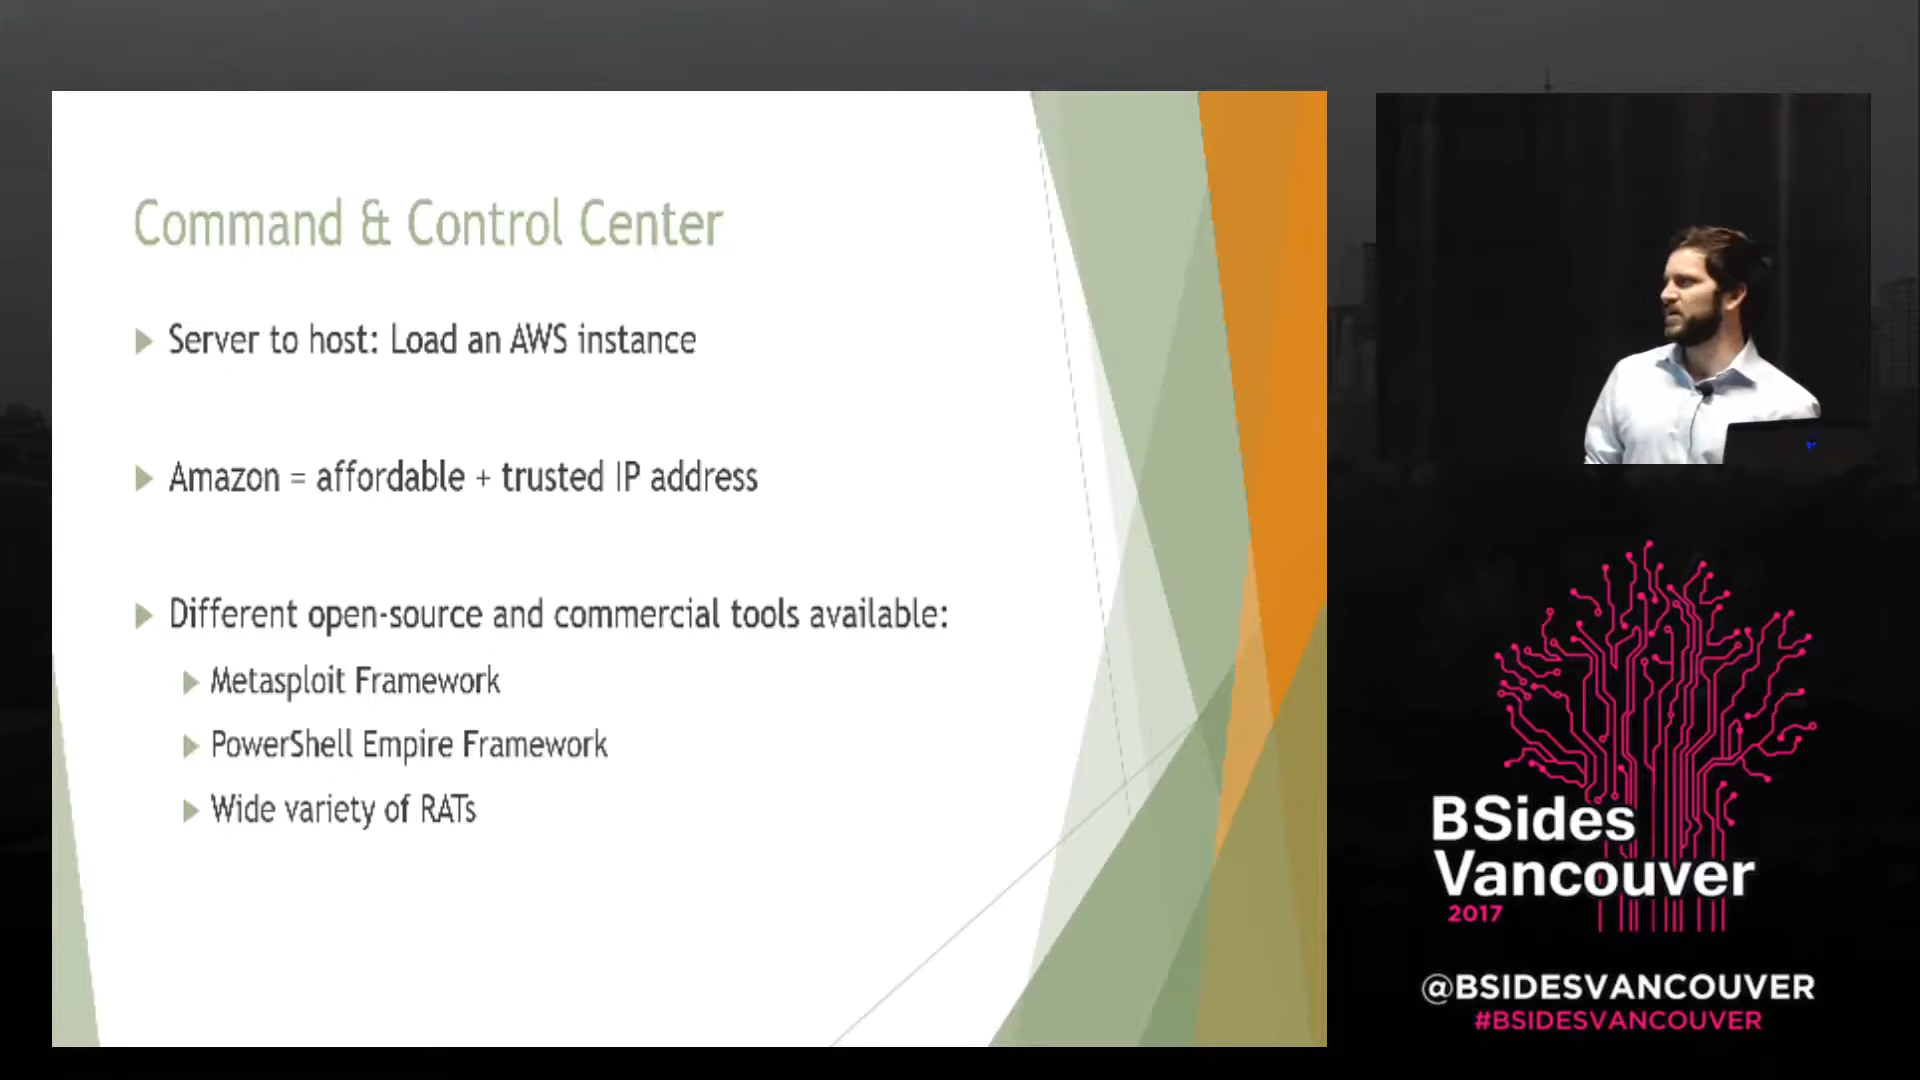 Command & Control Center
Server to host: Load an AWS instance
Amazon = affordable + trusted IP address
Different open-source and commercial tools available:
Metasploit Framework
PowerShell Empire Framework
Wide variety of RATs
BSides
Vancouver
2017
@BSIDESVANCOUVER
#BSIDESVANCOUVER